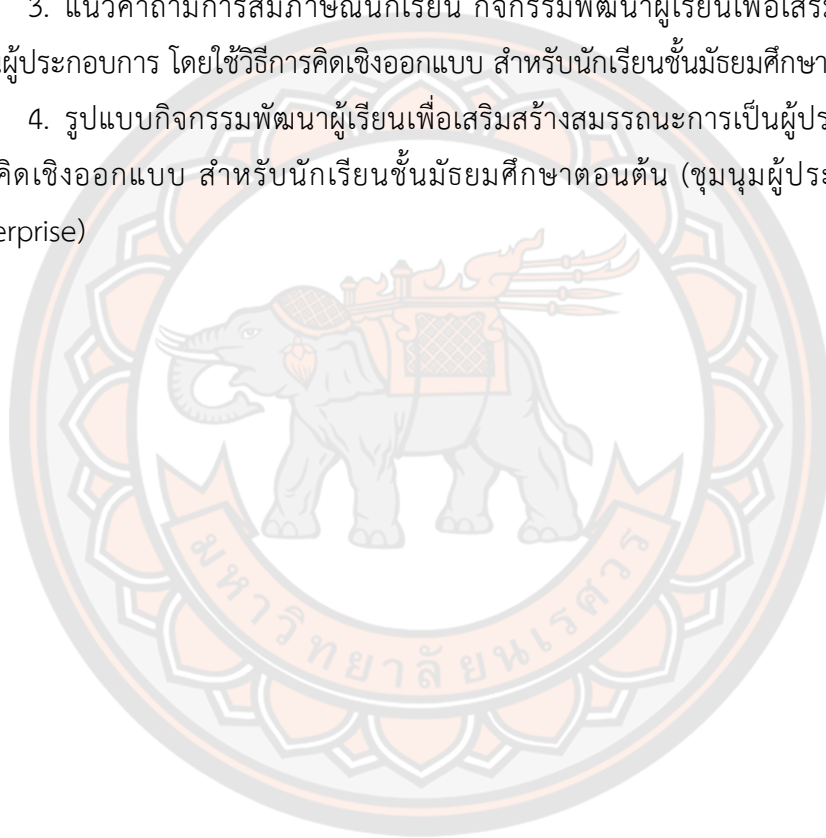 3. แนวคำถามการสัมภาษณ์นักเรียน กิจกรรมพัฒนาผู้เรียนเพื่อเสริม
ผู้ประกอบการ โดยใช้วิธีการคิดเชิงออกแบบ สำหรับนักเรียนชั้นมัธยมศึกษา
4. รูปแบบกิจกรรมพัฒนาผู้เรียนเพื่อเสริมสร้างสมรรถนะการเป็นผู้ประ
คิดเชิงออกแบบ สำหรับนักเรียนชั้นมัธยมศึกษาตอนต้น (ชุมนุมผู้ประ
erprise)
มหาวิทยาลัยนเรศวร